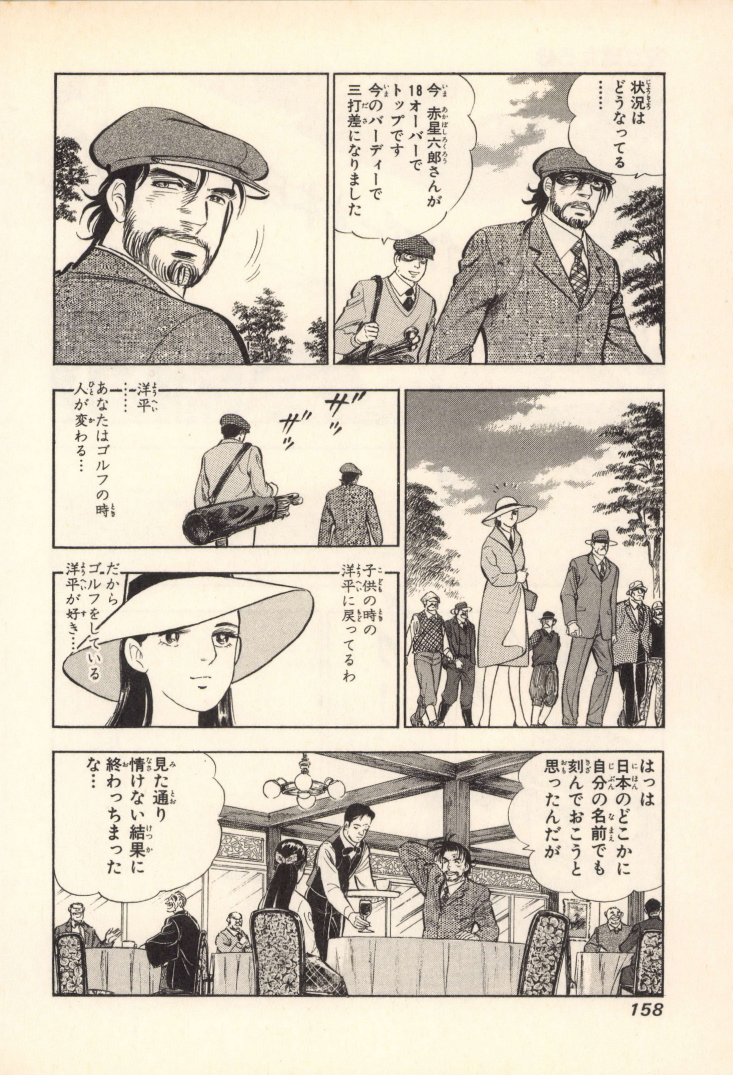 状況は
どうなってる
……
今 赤星六郎さんが
18オーバーで
トップです
今のバーディーで
三打差になりました
ザッ
ザッ
洋平
……
あなたはゴルフの時
人が変わる…
子供の時の
洋平に戻ってるわ
だから
ゴルフをしている
洋平が好き…
はっは
日本のどこかに
自分の名前でも
刻んでおこうと
思ったんだが
見た通り
情けない結果に
終わっちまった
な…
158